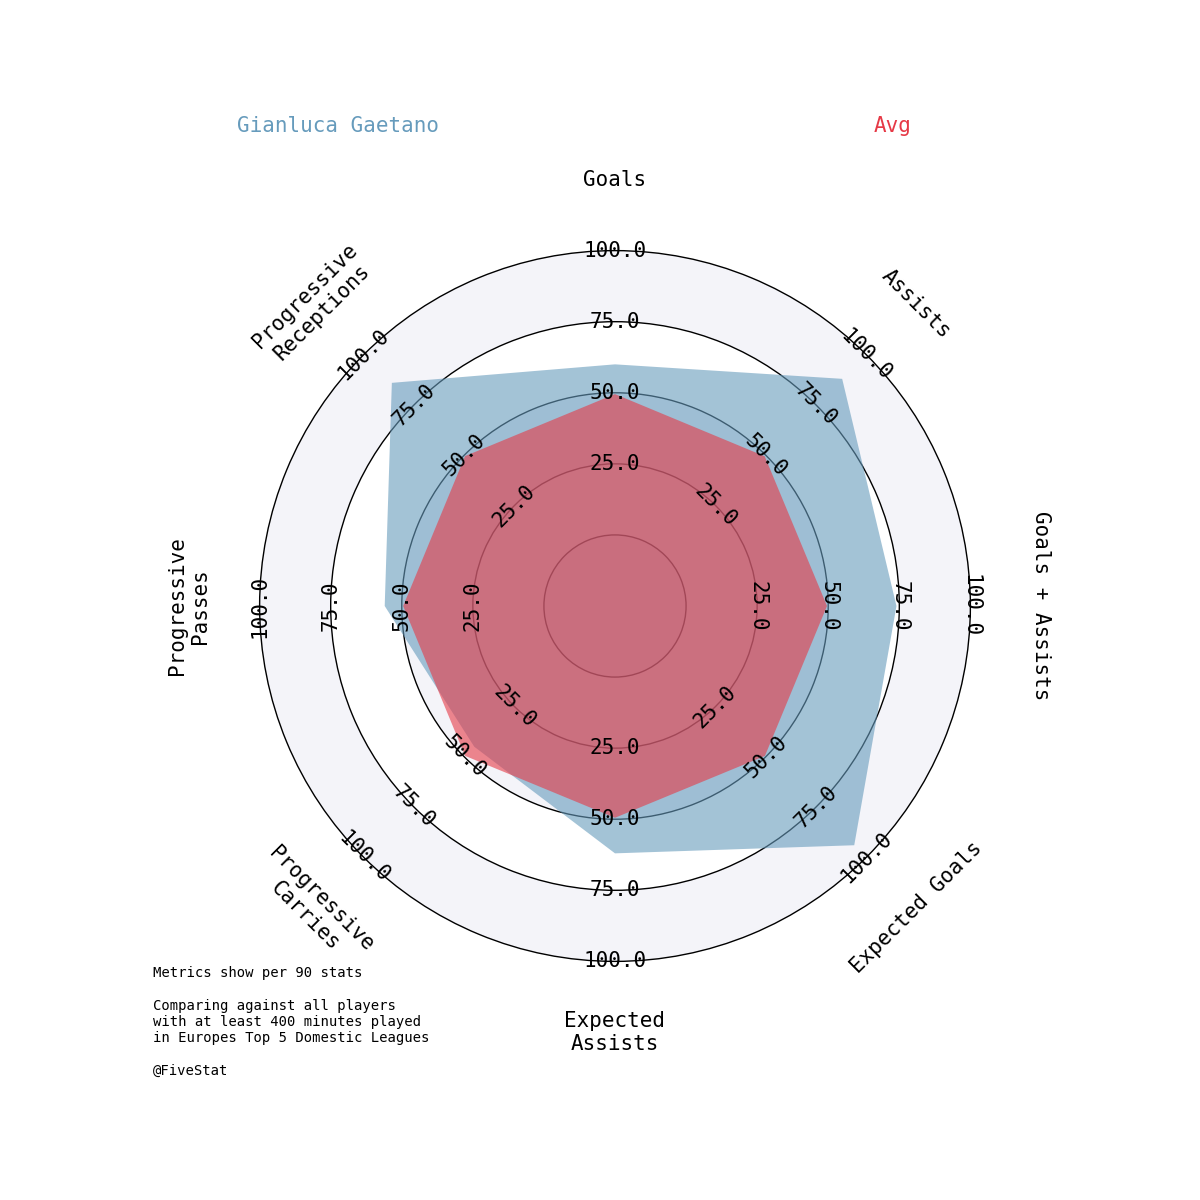 Gianluca Gaetano
Avg
Goals
Assists
Goals + Assists
Expected Goals
Expected
Assists
Progressive
Carries
Progressive
Passes
Progressive
Receptions
25.0
50.0
75.0
100.0
25.0
50.0
75.0
100.0
25.0
50.0
75.0
100.0
25.0
50.0
75.0
100.0
25.0
50.0
75.0
100.0
25.0
50.0
75.0
100.0
25.0
50.0
75.0
100.0
25.0
50.0
75.0
100.0
Metrics show per 90 stats
Comparing against all players
with at least 400 minutes played
in Europes Top 5 Domestic Leagues
@FiveStat